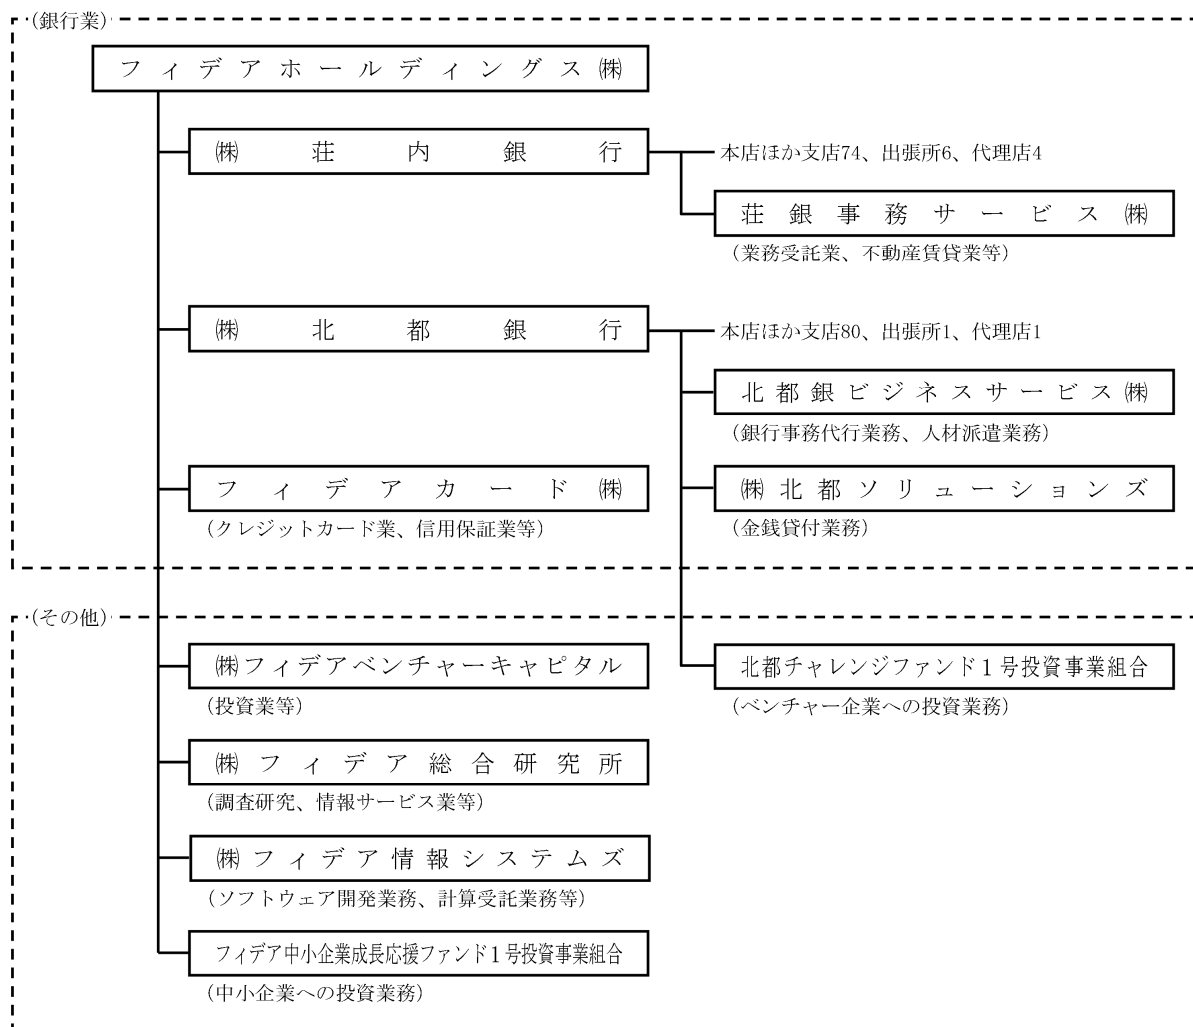 （銀行業）
フィデアホールディングス㈱
㈱荘内銀行
本店ほか支店74、出張所6、代理店4
荘銀事務サービス㈱
（業務受託業、不動産賃貸業等）
㈱北都銀行
本店ほか支店80、出張所1、代理店1
北都銀ビジネスサービス㈱
（銀行事務代行業務、人材派遣業務）
フィデアカード㈱
（クレジットカード業、信用保証業等）
㈱北都ソリューションズ
（金銭貸付業務）
（その他）
㈱フィデアベンチャーキャピタル
（投資業等）
北都チャレンジファンド１号投資事業組合
（ベンチャー企業への投資業務）
㈱フィデア総合研究所
（調査研究、情報サービス業等）
㈱フィデア情報システムズ
（ソフトウェア開発業務、計算受託業務等）
フィデア中小企業成長応援ファンド１号投資事業組合
（中小企業への投資業務）